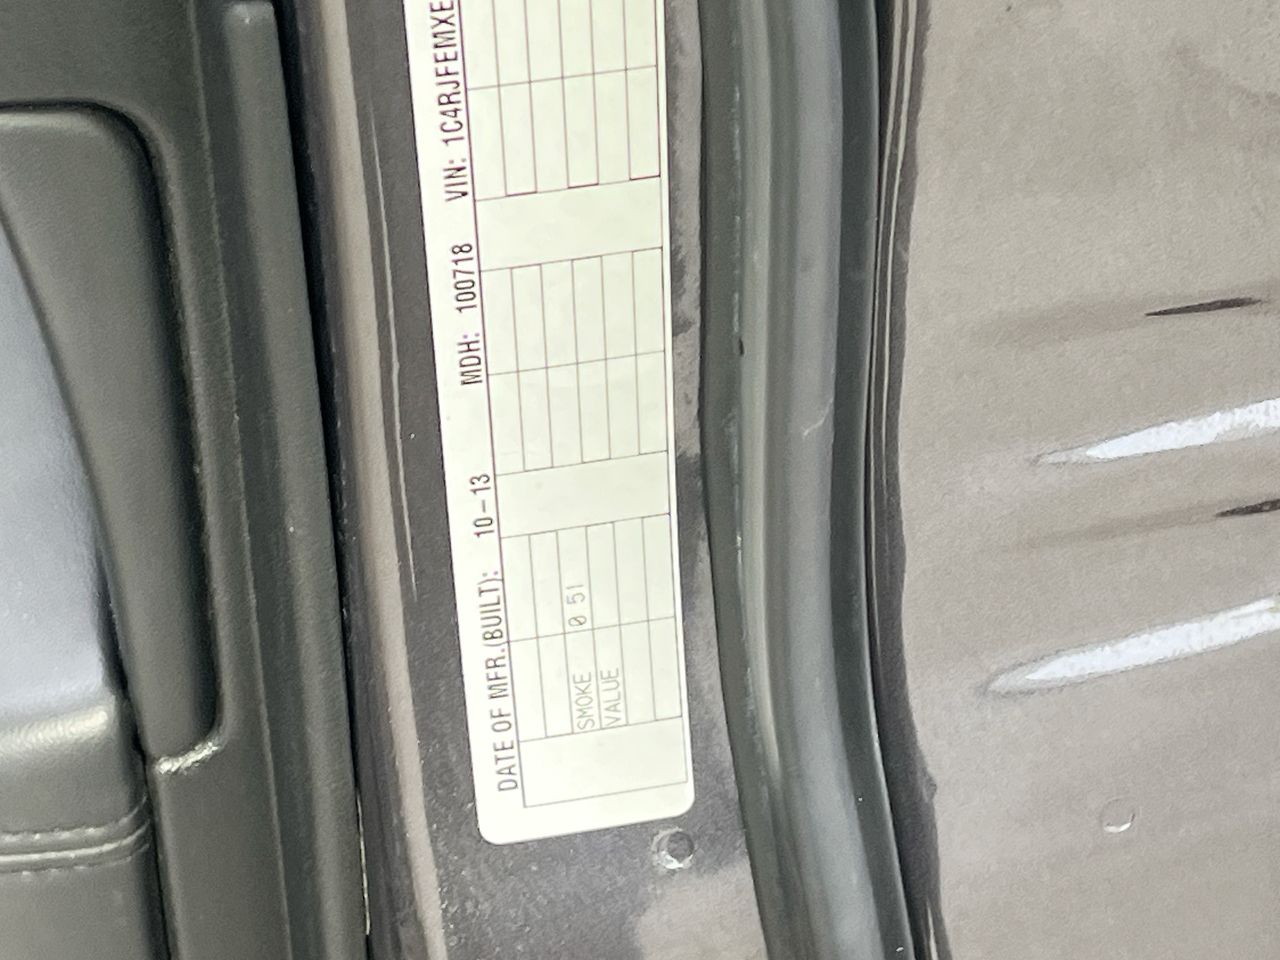 DATE OF MFR.(BUILT): 10-13 MDH: 100718 VIN: 1C4RJFEMXE
SMOKE 0 51
VALUE